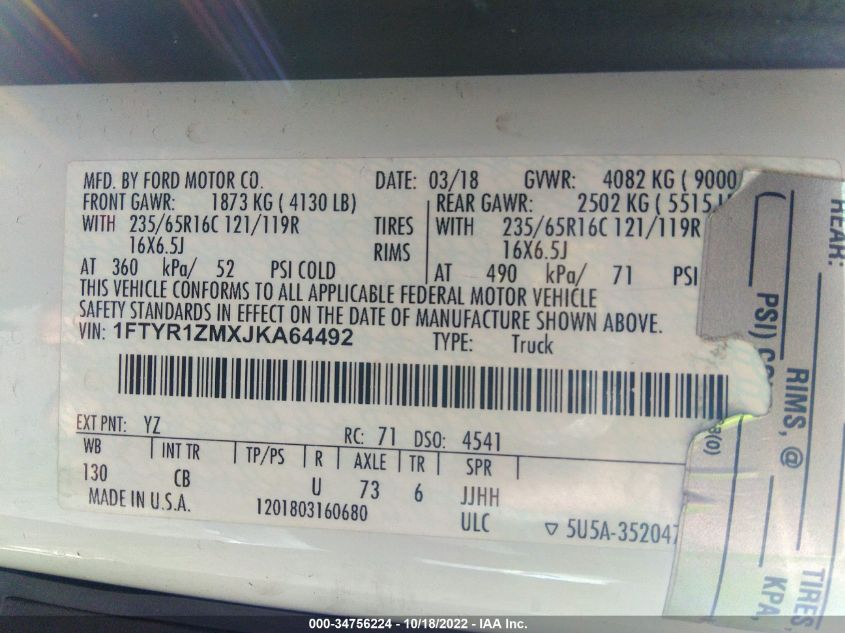 MFD. BY FORD MOTOR CO. DATE: 03/18 GVWR: 4082 KG ( 9000
FRONT GAWR: 1873 KG ( 4130 LB) REAR GAWR: 2502 KG ( 5515
WITH 235/65R16C 121/119R TIRES WITH 235/65R16C 121/119R
16X6.5J RIMS 16X6.5J
AT 360 kPa/ 52 PSI COLD AT 490 kPa/ 71 PSI
THIS VEHICLE CONFORMS TO ALL APPLICABLE FEDERAL MOTOR VEHICLE
SAFETY STANDARDS IN EFFECT ON THE DATE OF MANUFACTURE SHOWN ABOVE.
VIN: 1FTYR1ZMXJKA64492 TYPE: Truck
EXT PNT: YZ RC: 71 DSO: 4541
WB INT TR TP/PS R AXLE TR SPR
130 CB U 73 6 JJHH
MADE IN U.S.A. 1201803160680 ULC ▽ 5U5A-352047
REAR:
RIMS, @
PSI)
TIRES
KPA,
000-34756224 - 10/18/2022 - IAA Inc.